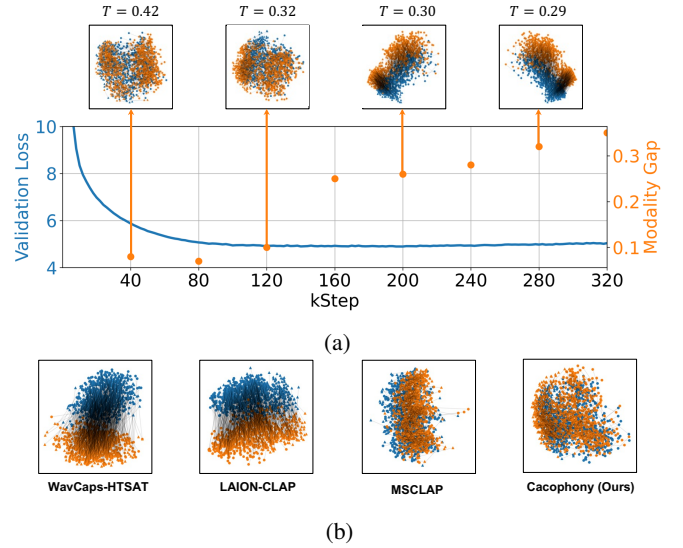 T = 0.42 T = 0.32 T = 0.30 T = 0.29
10
8
6
4
Validation Loss
0.3
0.2
0.1
Modality Gap
40 80 120 160 200 240 280 320
kStep
(a)
WavCaps-HTSAT LAION-CLAP MSCLAP Cacophony (Ours)
(b)